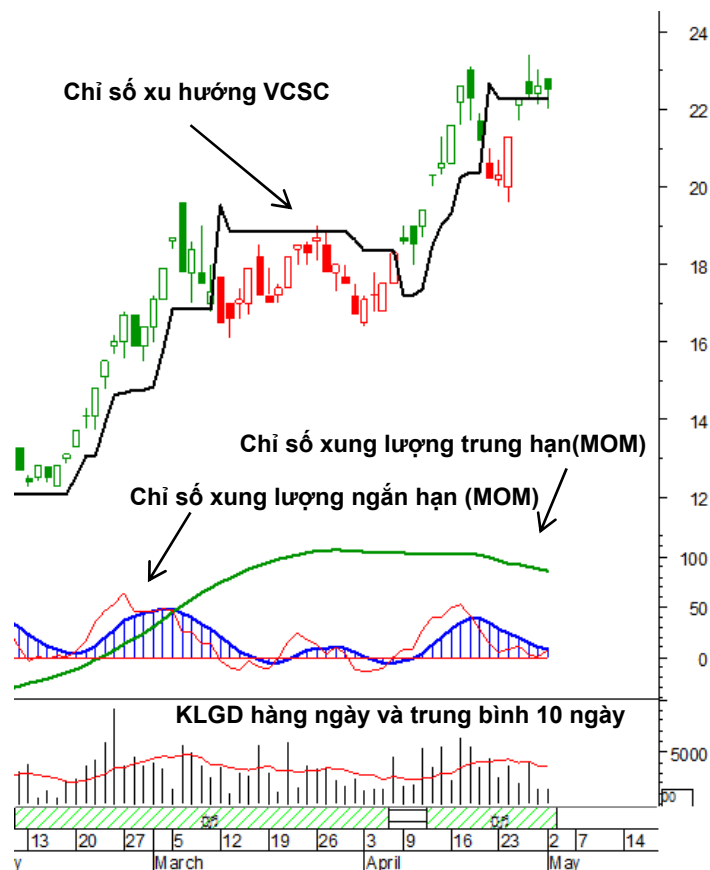 24
Chỉ số xu hướng VCSC
22
20
18
16
14
Chỉ số xung lượng trung hạn(MOM)
Chỉ số xung lượng ngắn hạn (MOM)
12
100
50
0
KLGD hàng ngày và trung bình 10 ngày
5000
13 20 27 5 12 19 26 3 9 16 23 2 7 14
y March April May